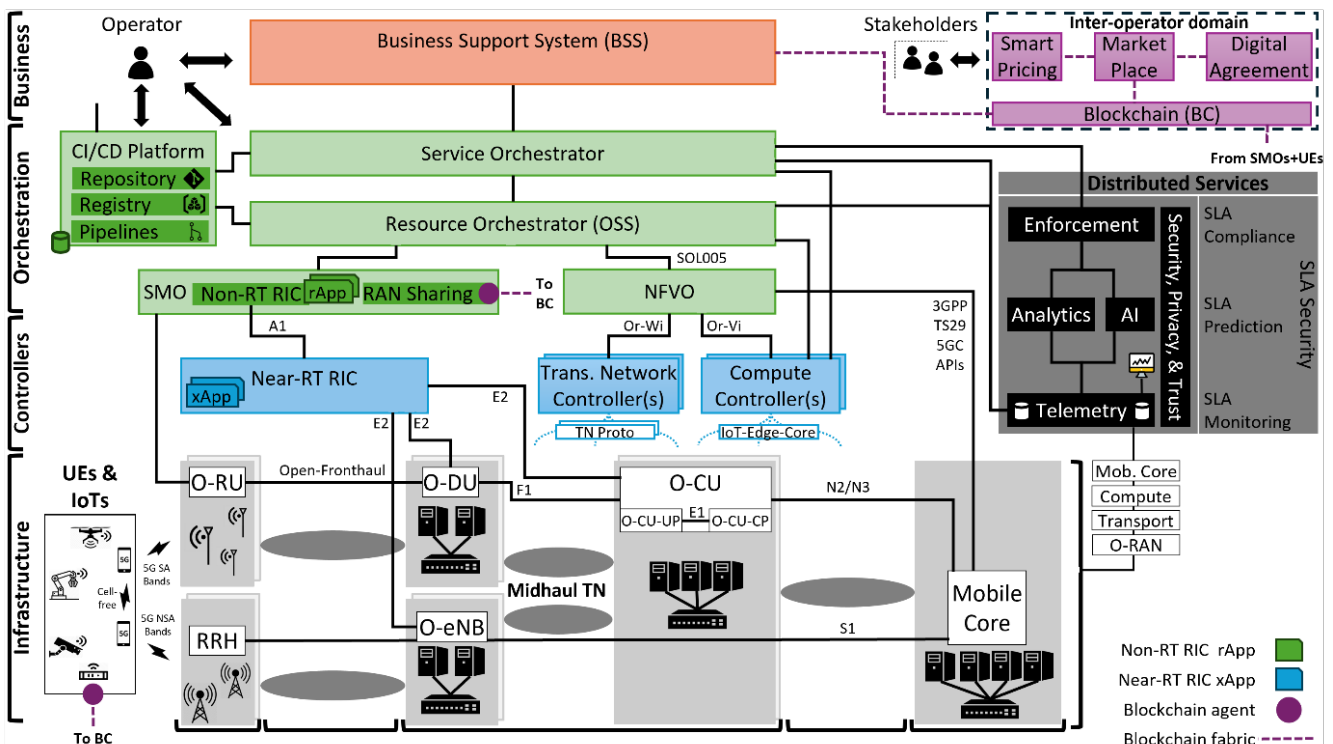 Business
Operator
Business Support System (BSS)
Stakeholders
Inter-operator domain
Smart
Pricing
Market
Place
Digital
Agreement
Blockchain (BC)
From SMOs+UEs
Orchestration
CI/CD Platform
Repository
Registry
Pipelines
Service Orchestrator
Resource Orchestrator (OSS)
SOL005
SMO
Non-RT RIC
rApp
RAN Sharing
To
BC
NFVO
3GPP
TS29
5GC
APIs
Distributed Services
Enforcement
Analytics
AI
Telemetry
Security, Privacy, & Trust
SLA
Compliance
SLA
Prediction
SLA
Monitoring
SLA Security
Controllers
A1
Or-Wi
Or-Vi
Near-RT RIC
xApp
E2
E2
E2
Trans. Network
Controller(s)
TN Proto
Compute
Controller(s)
IoT-Edge-Core
Infrastructure
UEs &
IoTs
5G
5G
Cell-
free
5G SA
Bands
5G NSA
Bands
To BC
O-RU
Open-Fronthaul
O-DU
F1
O-CU
O-CU-UP
E1
O-CU-CP
N2/N3
Midhaul TN
RRH
O-eNB
S1
Mobile
Core
Mob. Core
Compute
Transport
O-RAN
Non-RT RIC rApp
Near-RT RIC xApp
Blockchain agent
Blockchain fabric